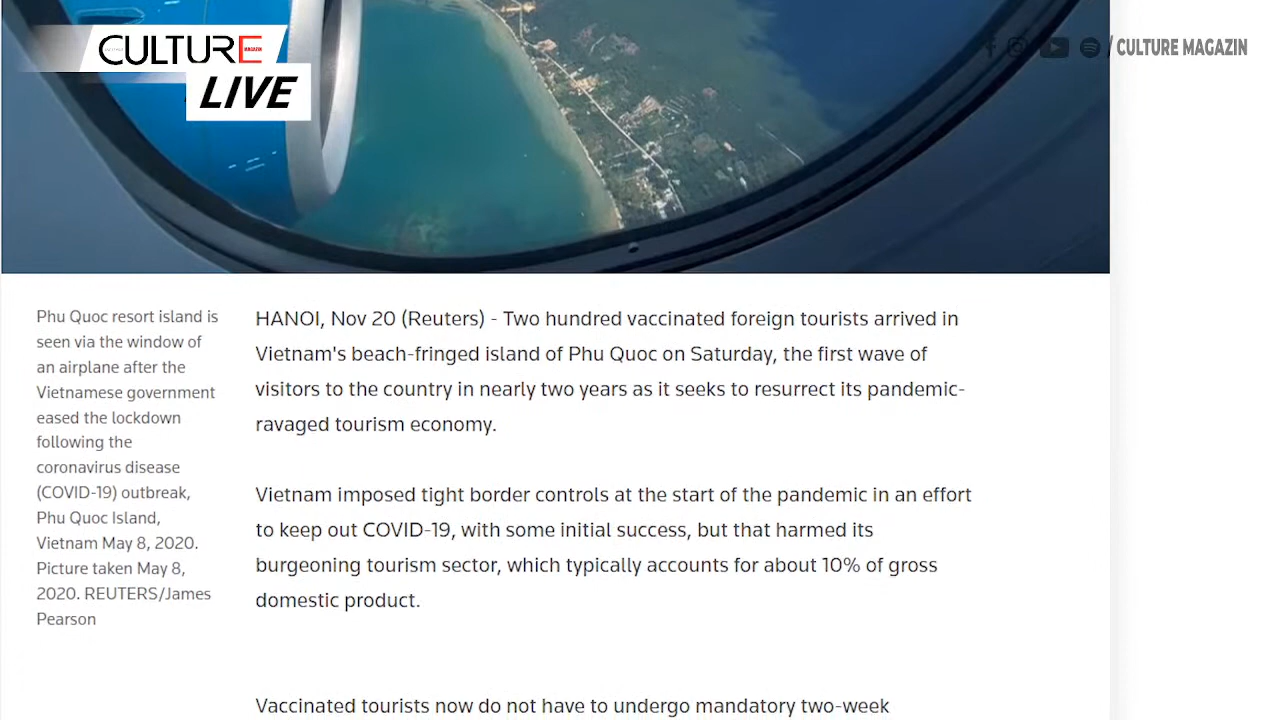 CULTURE
MAGAZIN
LIVE
/ CULTURE MAGAZIN
Phu Quoc resort island is
seen via the window of
an airplane after the
Vietnamese government
eased the lockdown
following the
coronavirus disease
(COVID-19) outbreak,
Phu Quoc Island,
Vietnam May 8, 2020.
Picture taken May 8,
2020. REUTERS/James
Pearson
HANOI, Nov 20 (Reuters) - Two hundred vaccinated foreign tourists arrived in
Vietnam's beach-fringed island of Phu Quoc on Saturday, the first wave of
visitors to the country in nearly two years as it seeks to resurrect its pandemic-
ravaged tourism economy.
Vietnam imposed tight border controls at the start of the pandemic in an effort
to keep out COVID-19, with some initial success, but that harmed its
burgeoning tourism sector, which typically accounts for about 10% of gross
domestic product.
Vaccinated tourists now do not have to undergo mandatory two-week